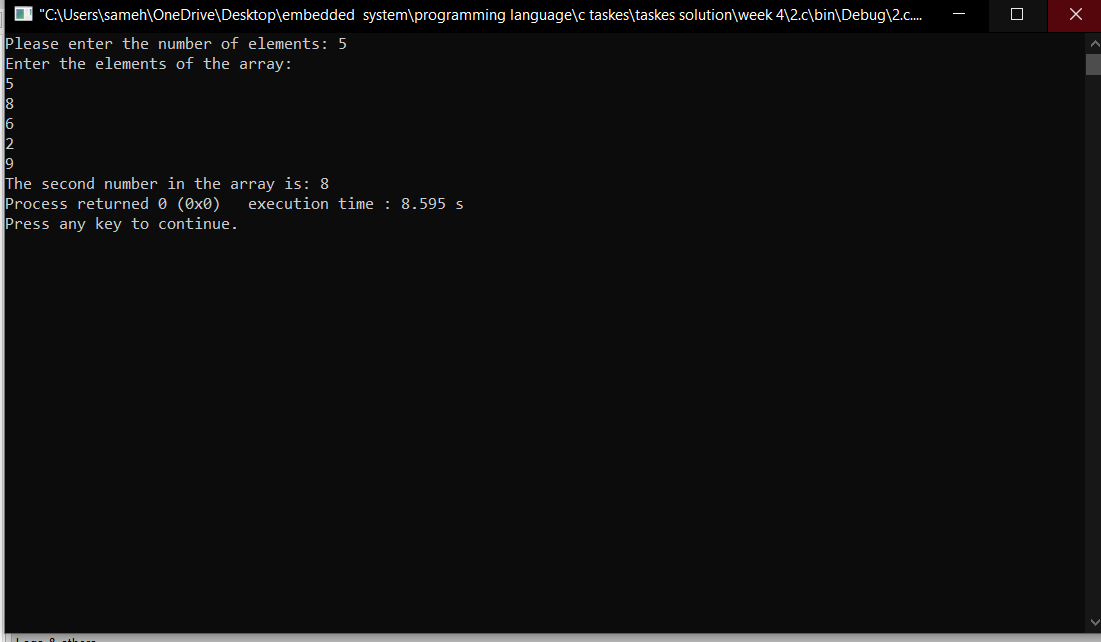 "C:\Users\sameh\OneDrive\Desktop\embedded  system\programming language\c taskes\taskes solution\week 4\2.c\bin\Debug\2.c....
Please enter the number of elements: 5
Enter the elements of the array:
5
8
6
2
9
The second number in the array is: 8
Process returned 0 (0x0)   execution time : 8.595 s
Press any key to continue.